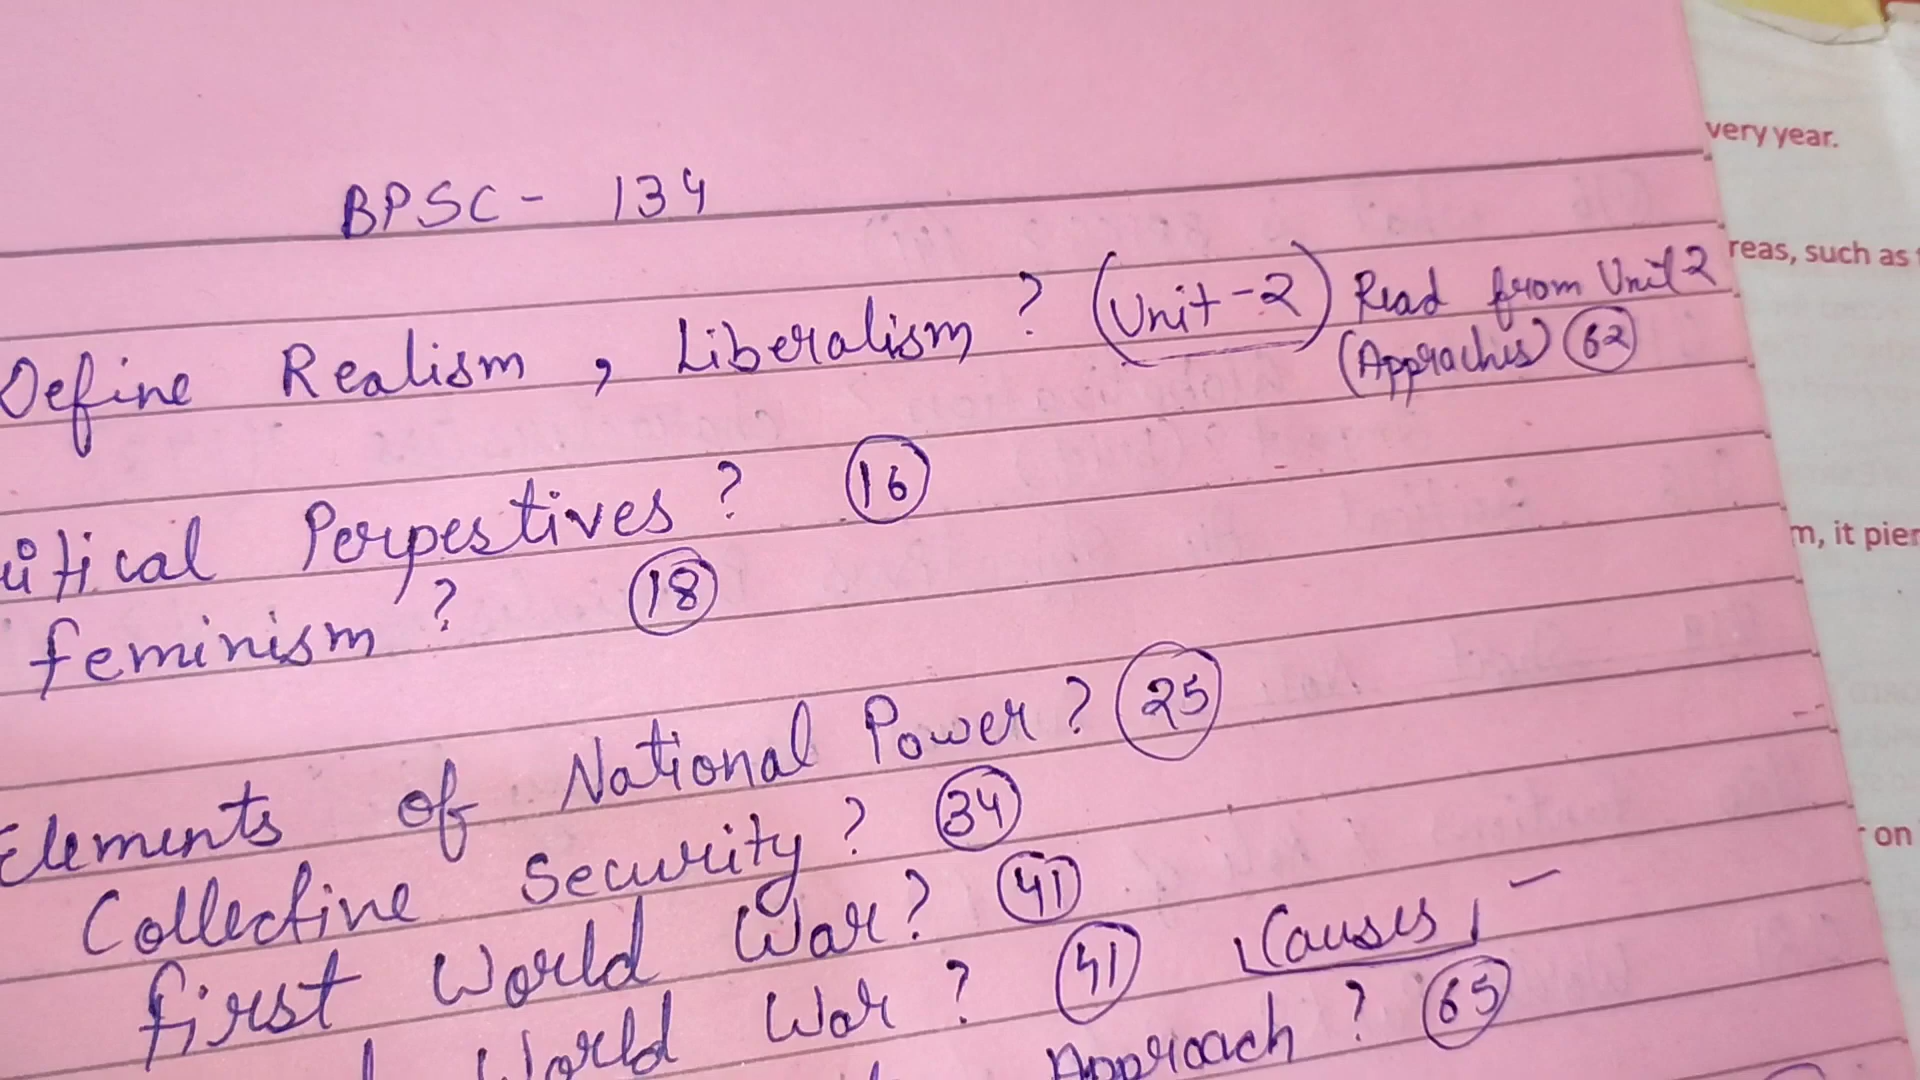 BPSC - 134
Define Realism, Liberalism? (Unit-2) Read from Unit 2
(Approaches) 62
itical Perpestives? 16
feminism? 18
Elements of National Power? 25
Collective Security? 34
first World War? 41
World War? 41 Causes,
Approach? 65
very year.
reas, such as
m, it pier
on